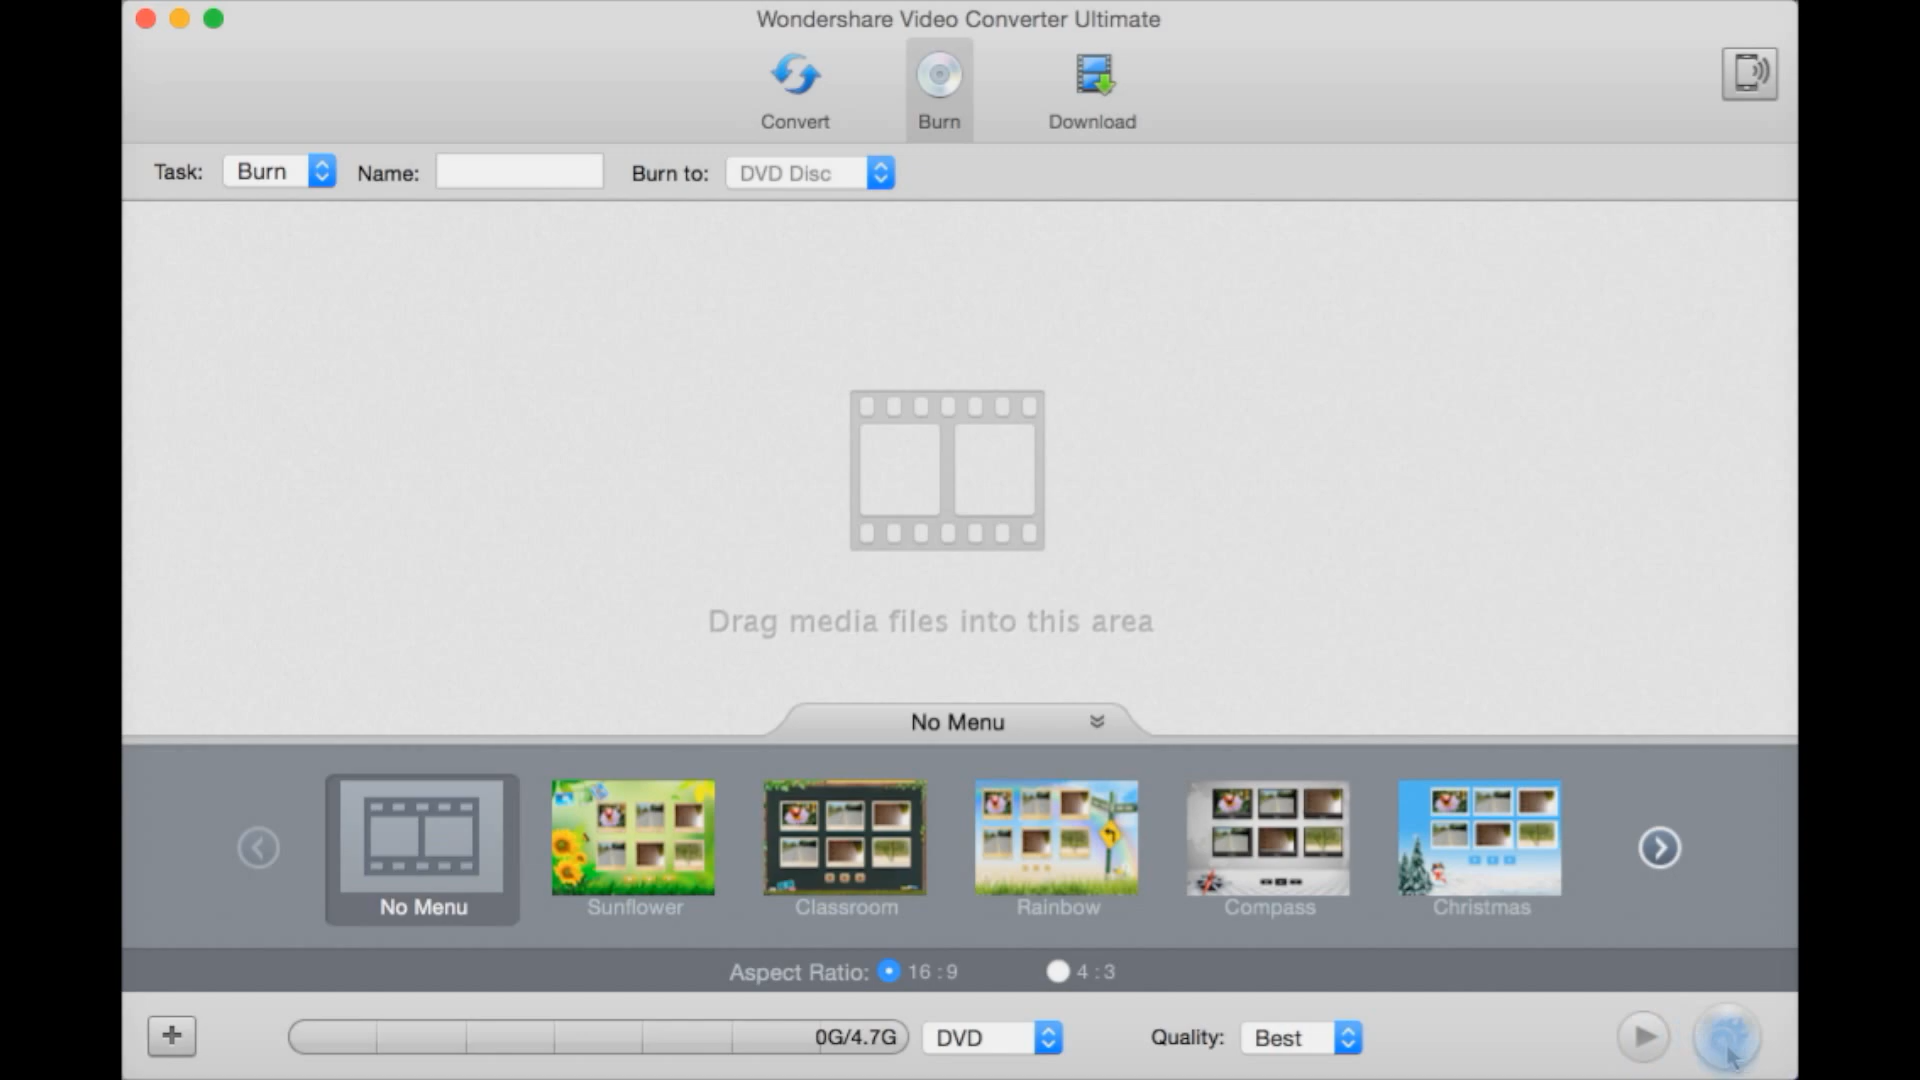 Wondershare Video Converter Ultimate
Convert
Burn
Download
Task: Burn Name: Burn to: DVD Disc
Drag media files into this area
No Menu
No Menu
Sunflower
Classroom
Rainbow
Compass
Christmas
Aspect Ratio: 16 : 9 4 : 3
0G/4.7G DVD Quality: Best